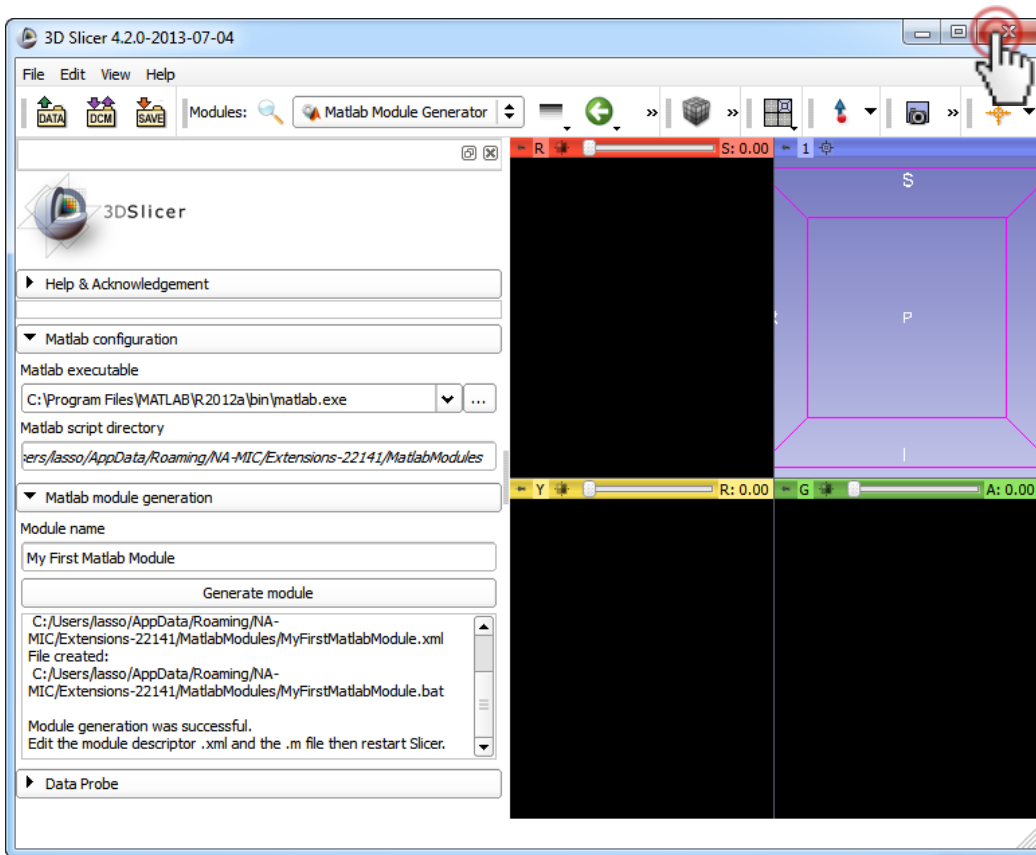 3D Slicer 4.2.0-2013-07-04
File Edit View Help
DATA DCM SAVE Modules: Matlab Module Generator » » »
3DSlicer
R S: 0.00 1
S
P
I
Help & Acknowledgement
Matlab configuration
Matlab executable
C:\Program Files\MATLAB\R2012a\bin\matlab.exe ...
Matlab script directory
ers/lasso/AppData/Roaming/NA-MIC/Extensions-22141/MatlabModules
Y R: 0.00 G A: 0.00
Matlab module generation
Module name
My First Matlab Module
Generate module
C:/Users/lasso/AppData/Roaming/NA-
MIC/Extensions-22141/MatlabModules/MyFirstMatlabModule.xml
File created:
C:/Users/lasso/AppData/Roaming/NA-
MIC/Extensions-22141/MatlabModules/MyFirstMatlabModule.bat
Module generation was successful.
Edit the module descriptor .xml and the .m file then restart Slicer.
Data Probe